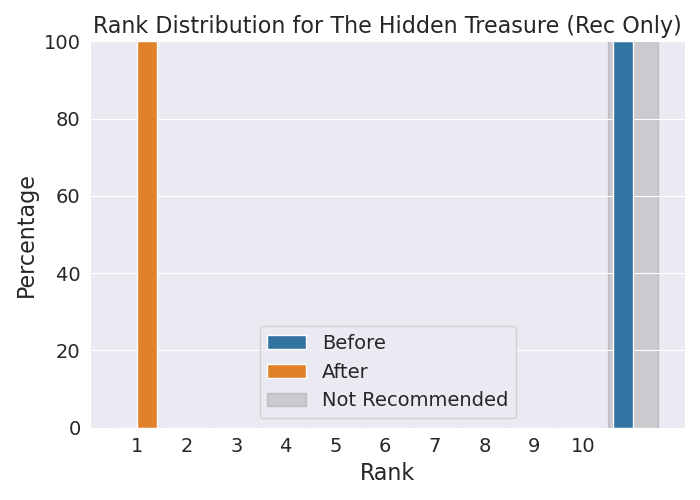 Rank Distribution for The Hidden Treasure (Rec Only)
100
80
60
40
20
0
Percentage
Before
After
Not Recommended
1 2 3 4 5 6 7 8 9 10
Rank